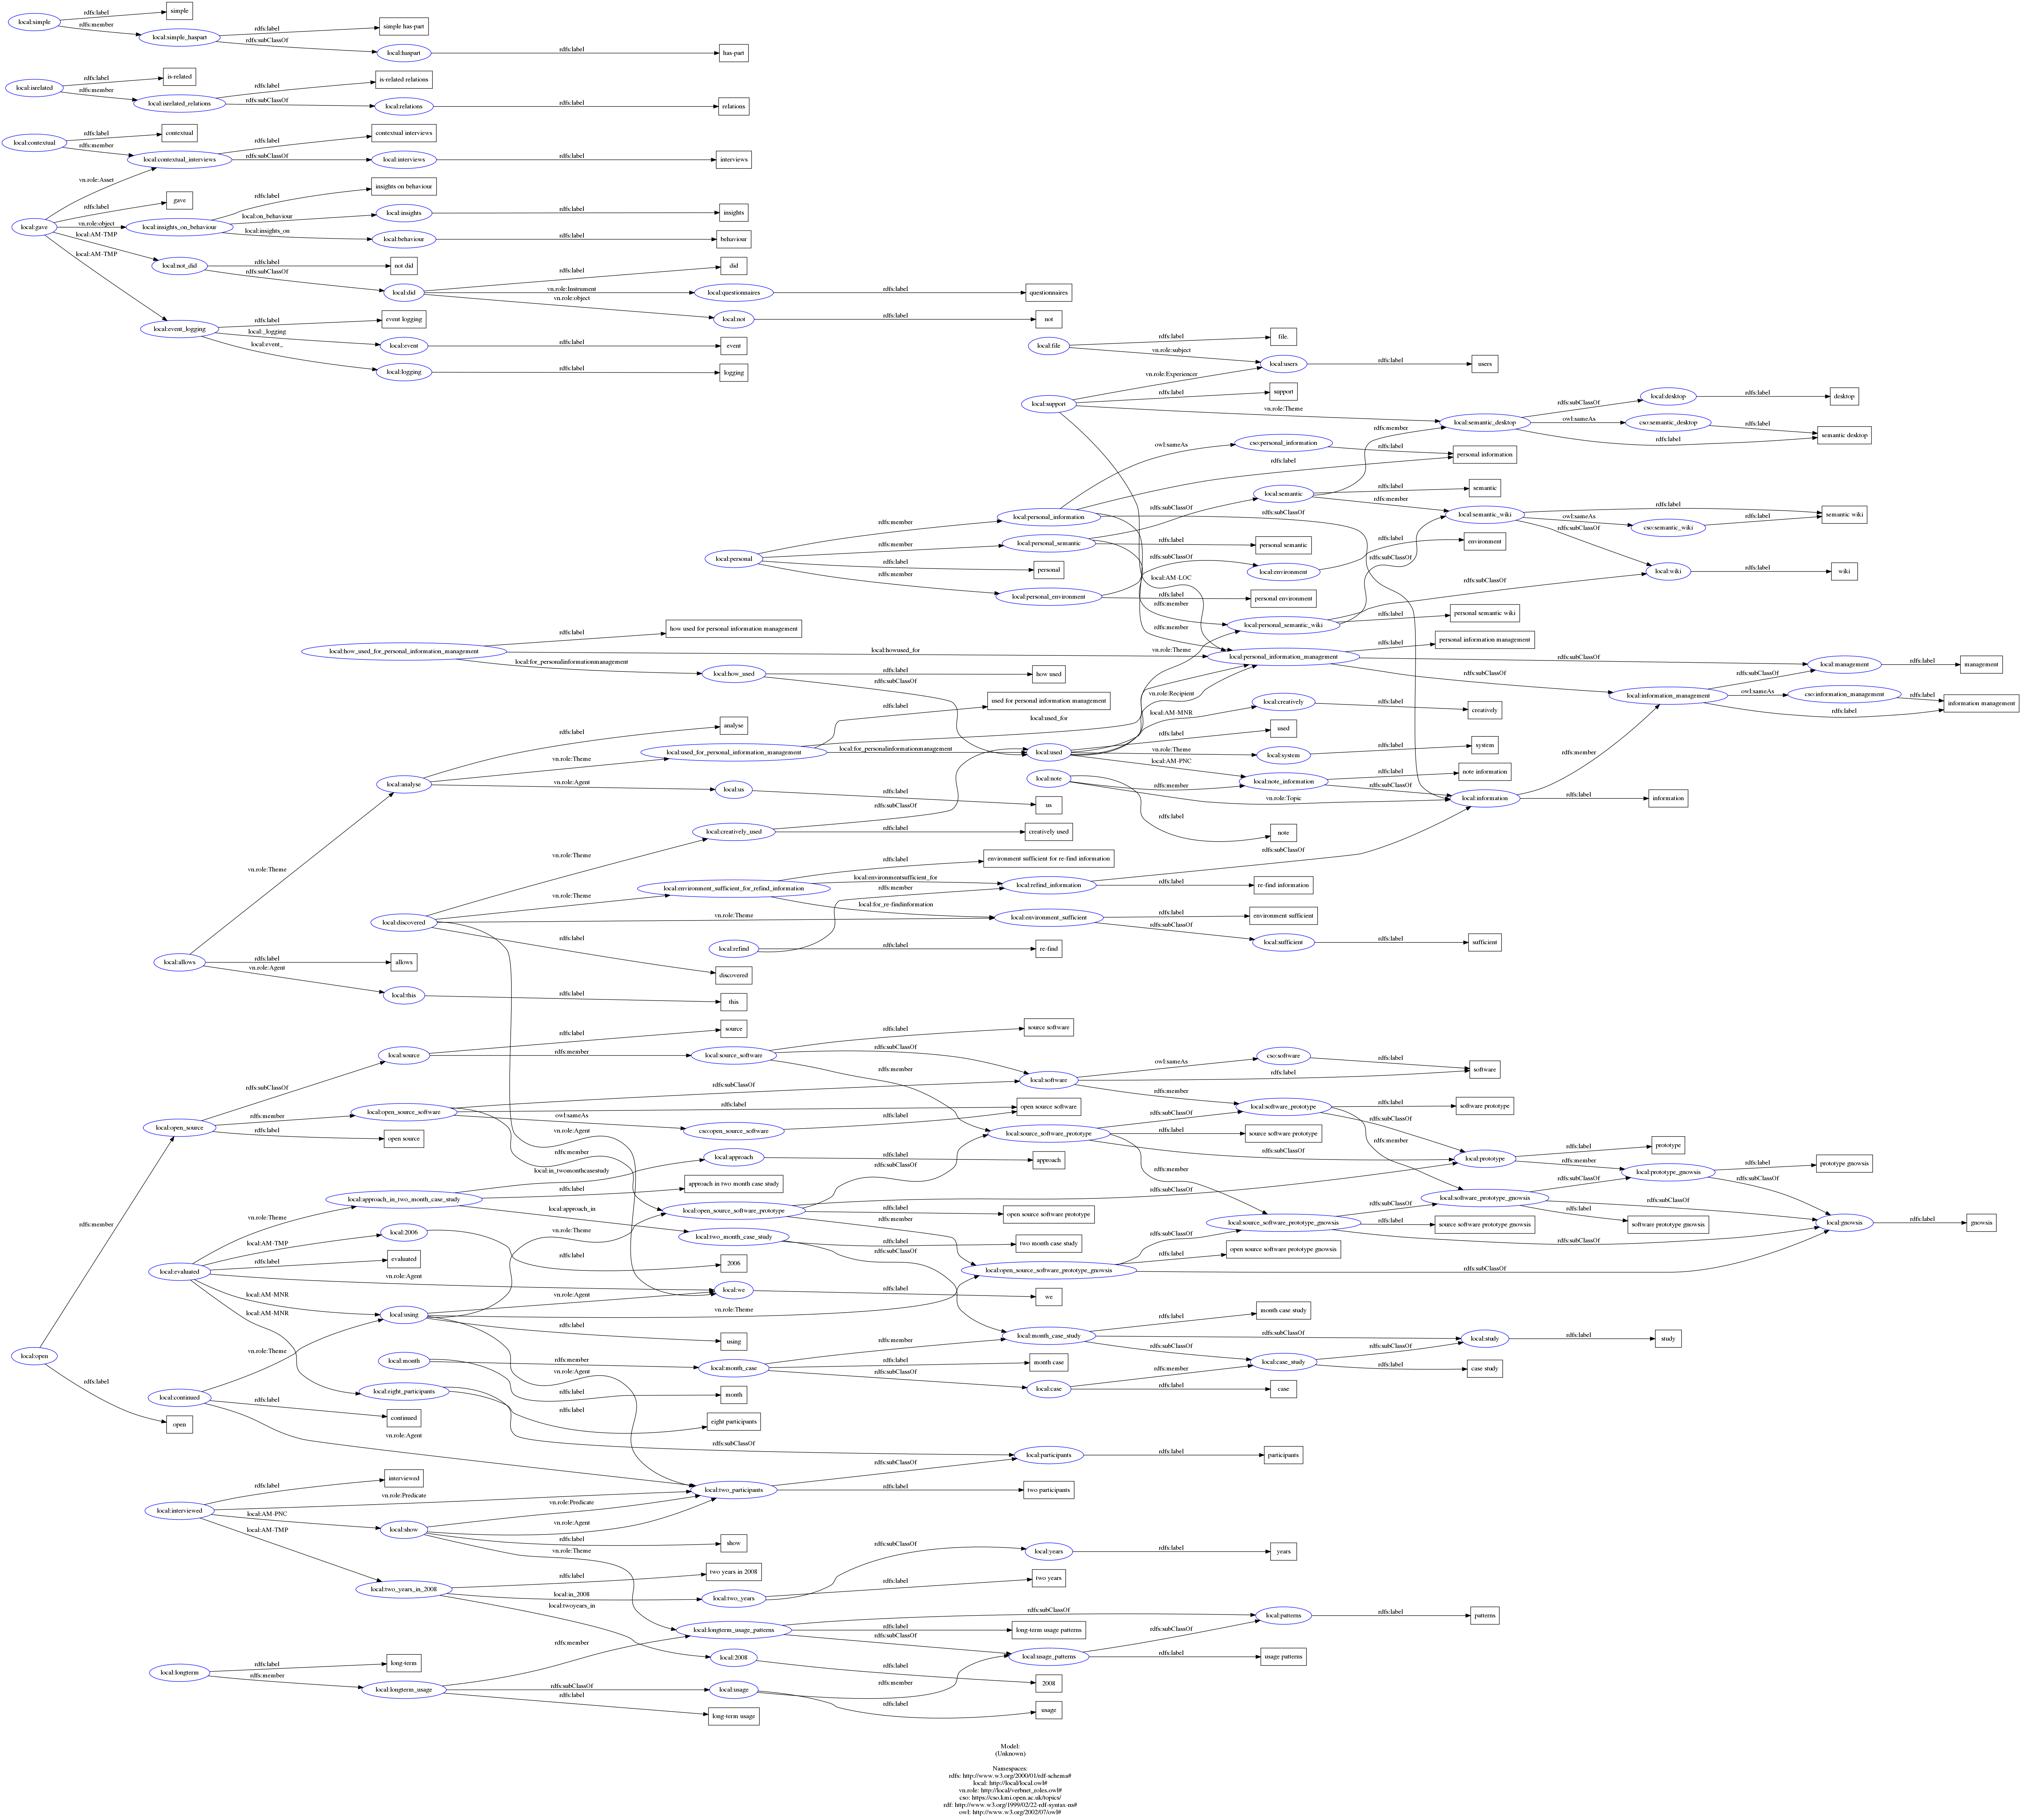 local:simple
rdfs:label
simple
rdfs:member
local:simple_haspart
rdfs:label
simple has-part
rdfs:subClassOf
local:haspart
rdfs:label
has-part
local:isrelated
rdfs:label
is-related
rdfs:member
local:isrelated_relations
rdfs:label
is-related relations
rdfs:subClassOf
local:relations
rdfs:label
relations
local:contextual
rdfs:label
contextual
rdfs:member
local:contextual_interviews
rdfs:label
contextual interviews
rdfs:subClassOf
local:interviews
rdfs:label
interviews
local:gave
vn.role:Asset
rdfs:label
gave
vn.role:object
local:AM-TMP
local:AM-TMP
local:insights_on_behaviour
rdfs:label
insights on behaviour
local:on_behaviour
local:insights
rdfs:label
insights
local:insights_on
local:behaviour
rdfs:label
behaviour
local:not_did
rdfs:label
not did
rdfs:subClassOf
local:did
rdfs:label
did
vn.role:Instrument
local:questionnaires
rdfs:label
questionnaires
vn.role:object
local:not
rdfs:label
not
local:event_logging
rdfs:label
event logging
local:_logging
local:event
rdfs:label
event
local:event_
local:logging
rdfs:label
logging
local:file
rdfs:label
file.
vn.role:subject
local:users
rdfs:label
users
local:support
vn.role:Experiencer
rdfs:label
support
vn.role:Theme
local:semantic_desktop
rdfs:subClassOf
local:desktop
rdfs:label
desktop
owl:sameAs
cso:semantic_desktop
rdfs:label
semantic desktop
rdfs:label
local:personal
rdfs:member
local:personal_information
owl:sameAs
cso:personal_information
rdfs:label
personal information
rdfs:label
rdfs:subClassOf
rdfs:member
local:personal_semantic
rdfs:subClassOf
local:semantic
rdfs:member
rdfs:label
semantic
rdfs:member
local:semantic_wiki
rdfs:label
semantic wiki
owl:sameAs
cso:semantic_wiki
rdfs:label
rdfs:subClassOf
local:wiki
rdfs:label
wiki
rdfs:label
personal semantic
rdfs:label
personal
rdfs:member
local:personal_environment
rdfs:subClassOf
local:environment
rdfs:label
environment
rdfs:label
personal environment
local:AM-LOC
rdfs:member
rdfs:member
local:personal_semantic_wiki
rdfs:subClassOf
rdfs:subClassOf
rdfs:label
personal semantic wiki
local:how_used_for_personal_information_management
rdfs:label
how used for personal information management
local:howused_for
vn.role:Theme
local:personal_information_management
rdfs:label
personal information management
rdfs:subClassOf
local:management
rdfs:label
management
rdfs:subClassOf
local:information_management
rdfs:subClassOf
owl:sameAs
cso:information_management
rdfs:label
information management
rdfs:label
local:for_personalinformationmanagement
local:how_used
rdfs:label
how used
rdfs:subClassOf
local:analyse
rdfs:label
analyse
vn.role:Theme
local:used_for_personal_information_management
rdfs:label
used for personal information management
local:used_for
local:for_personalinformationmanagement
local:used
vn.role:Recipient
local:AM-MNR
local:creatively
rdfs:label
creatively
rdfs:label
used
vn.role:Theme
local:system
rdfs:label
system
local:AM-PNC
local:note_information
rdfs:label
note information
rdfs:subClassOf
local:information
rdfs:label
information
rdfs:member
local:note
rdfs:member
vn.role:Topic
rdfs:label
note
vn.role:Agent
local:us
rdfs:label
us
rdfs:subClassOf
local:creatively_used
rdfs:label
creatively used
vn.role:Theme
vn.role:Theme
local:discovered
vn.role:Theme
local:environment_sufficient_for_refind_information
rdfs:label
environment sufficient for re-find information
local:environmentsufficient_for
rdfs:member
local:refind_information
rdfs:subClassOf
rdfs:label
re-find information
local:for_re-findinformation
vn.role:Theme
local:environment_sufficient
rdfs:label
environment sufficient
rdfs:subClassOf
local:sufficient
rdfs:label
sufficient
rdfs:label
discovered
local:refind
rdfs:label
re-find
local:allows
rdfs:label
allows
vn.role:Agent
local:this
rdfs:label
this
local:source
rdfs:label
source
rdfs:member
local:source_software
rdfs:label
source software
rdfs:subClassOf
rdfs:member
local:software
owl:sameAs
cso:software
rdfs:label
software
rdfs:label
rdfs:member
local:software_prototype
rdfs:label
software prototype
rdfs:subClassOf
rdfs:member
rdfs:subClassOf
local:open_source
rdfs:member
local:open_source_software
rdfs:subClassOf
rdfs:label
open source software
owl:sameAs
cso:open_source_software
rdfs:label
rdfs:label
open source
vn.role:Agent
rdfs:member
local:source_software_prototype
rdfs:subClassOf
rdfs:label
source software prototype
rdfs:subClassOf
rdfs:member
local:prototype
rdfs:label
prototype
rdfs:member
local:prototype_gnowsis
rdfs:label
prototype gnowsis
rdfs:subClassOf
local:approach
rdfs:label
approach
local:in_twomonthcasestudy
local:approach_in_two_month_case_study
rdfs:label
approach in two month case study
local:approach_in
rdfs:subClassOf
local:open_source_software_prototype
rdfs:subClassOf
rdfs:label
open source software prototype
rdfs:member
local:software_prototype_gnowsis
rdfs:subClassOf
rdfs:subClassOf
rdfs:label
software prototype gnowsis
local:source_software_prototype_gnowsis
rdfs:subClassOf
rdfs:label
source software prototype gnowsis
rdfs:subClassOf
local:gnowsis
rdfs:label
gnowsis
local:open_source_software_prototype_gnowsis
rdfs:subClassOf
rdfs:label
open source software prototype gnowsis
rdfs:subClassOf
vn.role:Theme
local:AM-TMP
local:2006
rdfs:label
2006
local:evaluated
rdfs:label
evaluated
vn.role:Agent
local:AM-MNR
local:AM-MNR
vn.role:Theme
local:two_month_case_study
rdfs:label
two month case study
rdfs:subClassOf
local:we
rdfs:label
we
local:using
vn.role:Agent
vn.role:Theme
rdfs:label
using
vn.role:Agent
rdfs:member
local:open
rdfs:label
open
local:month
rdfs:member
local:month_case
rdfs:member
rdfs:label
month case
rdfs:subClassOf
local:month_case_study
rdfs:label
month case study
rdfs:subClassOf
local:study
rdfs:label
study
rdfs:subClassOf
local:case_study
rdfs:subClassOf
rdfs:label
case study
local:case
rdfs:member
rdfs:label
case
rdfs:label
month
vn.role:Theme
local:continued
rdfs:label
continued
vn.role:Agent
local:eight_participants
rdfs:label
eight participants
rdfs:subClassOf
local:participants
rdfs:label
participants
local:interviewed
rdfs:label
interviewed
vn.role:Predicate
local:AM-PNC
local:AM-TMP
local:two_participants
rdfs:subClassOf
rdfs:label
two participants
local:show
vn.role:Predicate
vn.role:Agent
rdfs:label
show
vn.role:Theme
local:two_years_in_2008
rdfs:label
two years in 2008
local:in_2008
local:two_years
rdfs:subClassOf
local:years
rdfs:label
years
rdfs:label
two years
local:twoyears_in
local:longterm_usage_patterns
rdfs:subClassOf
local:patterns
rdfs:label
patterns
rdfs:label
long-term usage patterns
rdfs:subClassOf
local:usage_patterns
rdfs:subClassOf
rdfs:label
usage patterns
rdfs:member
local:2008
rdfs:label
2008
local:longterm
rdfs:label
long-term
rdfs:member
local:longterm_usage
rdfs:subClassOf
local:usage
rdfs:member
rdfs:label
usage
rdfs:label
long-term usage
Model:
(Unknown)
Namespaces:
rdfs: http://www.w3.org/2000/01/rdf-schema#
local: http://local/local.owl#
vn.role: http://local/verbnet_roles.owl#
cso: https://cso.kmi.open.ac.uk/topics/
rdf: http://www.w3.org/1999/02/22-rdf-syntax-ns#
owl: http://www.w3.org/2002/07/owl#